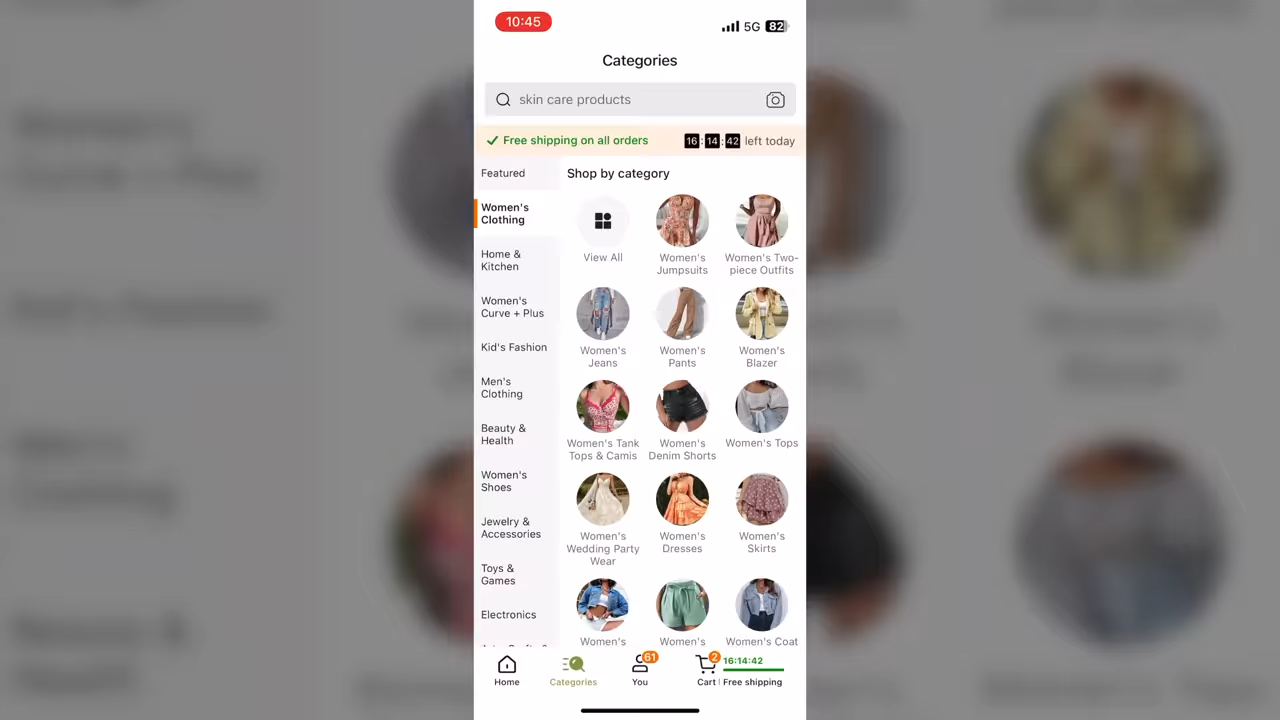 10:45
5G 82
Categories
skin care products
Free shipping on all orders
16:14:42 left today
Featured
Women's
Clothing
Home &
Kitchen
Women's
Curve + Plus
Kid's Fashion
Men's
Clothing
Beauty &
Health
Women's
Shoes
Jewelry &
Accessories
Toys &
Games
Electronics
Shop by category
View All
Women's
Jumpsuits
Women's Two-
piece Outfits
Women's
Jeans
Women's
Pants
Women's
Blazer
Women's Tank
Tops & Camis
Women's
Denim Shorts
Women's Tops
Women's
Wedding Party
Wear
Women's
Dresses
Women's
Skirts
Women's
Women's
Women's Coat
Home
Categories
61
You
2
Cart
16:14:42
Free shipping